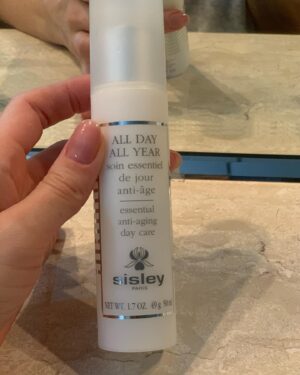 ALL DAY
ALL YEAR
soin essentiel
de jour
anti-âge
essential
anti-aging
day care
sisley
PARIS
NET WT. 1.7 OZ. 49 g 50 ml